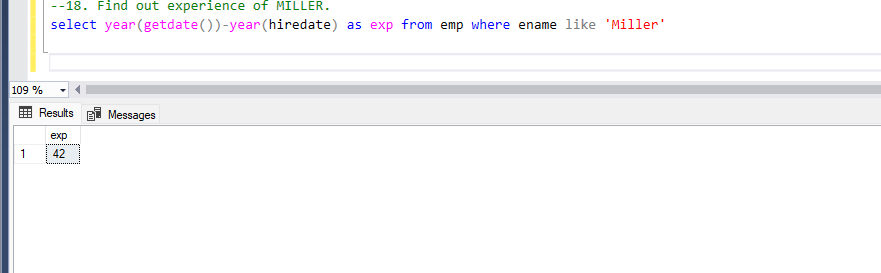 --18. Find out experience of MILLER.
select year(getdate())-year(hiredate) as exp from emp where ename like 'Miller'
109 %
Results
Messages
exp
1 42